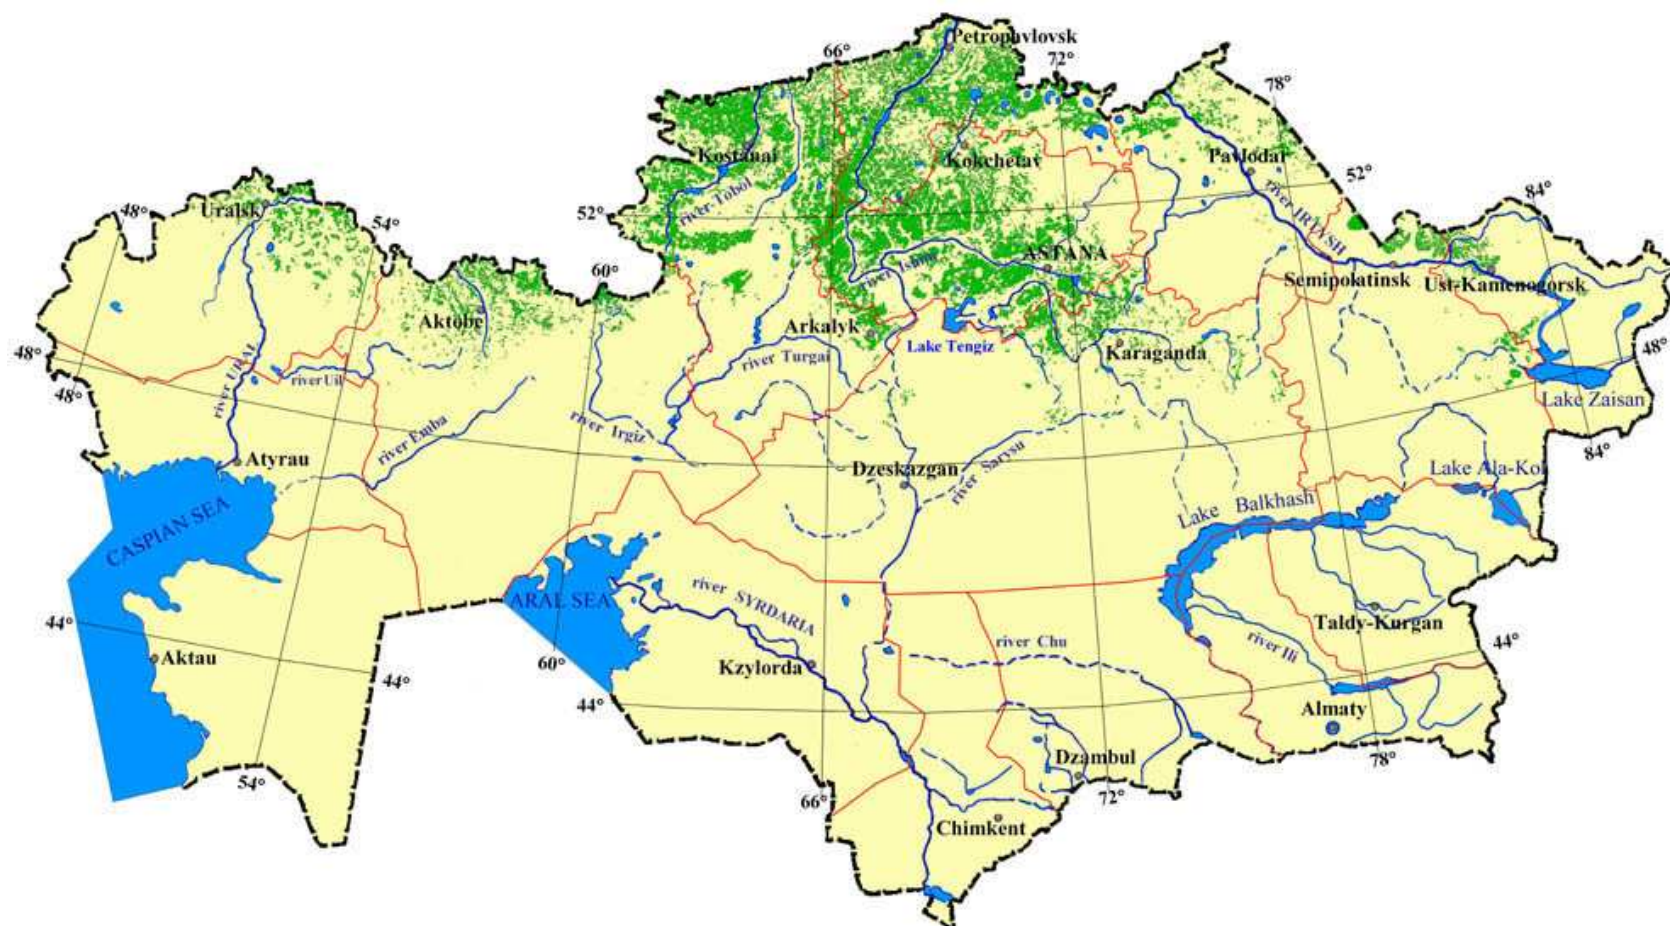 Petrophvlovsk
66°
72°
78°
Kostanai
Kokchetav
Pavlodai
52°
84°
48°
Uralsk
54°
52°
river Tobol
river IRTYSH
60°
river Ishim
ASTANA
Semipokatinsk
Ust-Kamenogorsk
Aktobe
Arkalyk
Lake Tengiz
Karaganda
48°
48°
48°
river URAL
river Uil
river Turgai
Lake Zaisan
river Emba
river Irgiz
84°
Atyrau
Dzeskazgan
river Sarysu
Lake Ala-Kol
Lake Balkhash
CASPIAN SEA
ARAL SEA
river SYRDARIA
44°
Taldy-Kurgan
river Chu
river Ili
44°
Aktau
60°
Kzylorda
44°
44°
Almaty
54°
Dzambul
78°
66°
72°
Chimkent